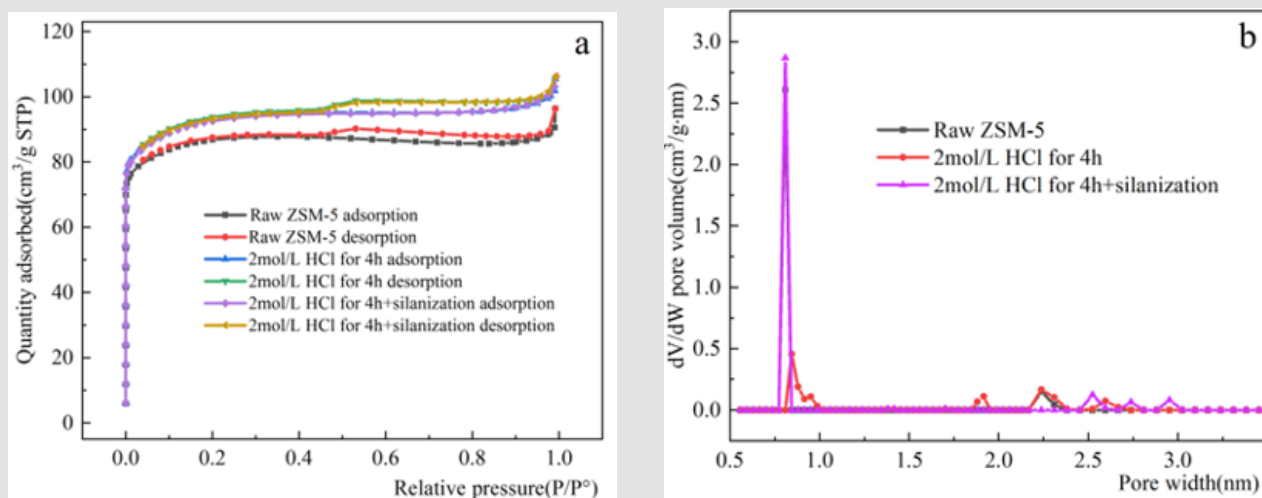 a
Quantity adsorbed(cm³/g STP)
120
100
80
60
40
20
0
Raw ZSM-5 adsorption
Raw ZSM-5 desorption
2mol/L HCl for 4h adsorption
2mol/L HCl for 4h desorption
2mol/L HCl for 4h+silanization adsorption
2mol/L HCl for 4h+silanization desorption
0.0 0.2 0.4 0.6 0.8 1.0
Relative pressure(P/P°)
b
dV/dW pore volume(cm³/g·nm)
3.0
2.5
2.0
1.5
1.0
0.5
0.0
Raw ZSM-5
2mol/L HCl for 4h
2mol/L HCl for 4h+silanization
0.5 1.0 1.5 2.0 2.5 3.0
Pore width(nm)